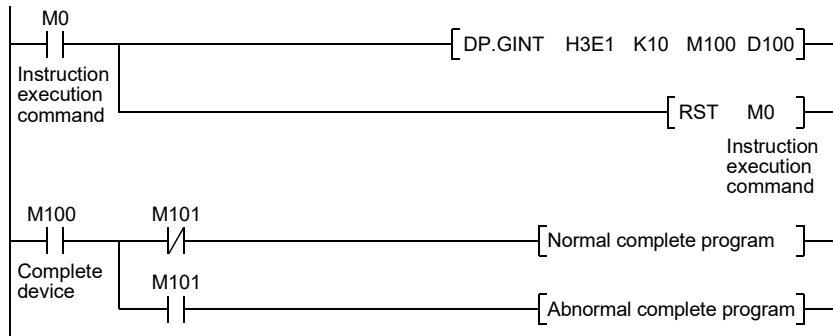 M0
DP.GINT H3E1 K10 M100 D100
Instruction
execution
command
RST M0
Instruction
execution
command
M100 M101
Normal complete program
Complete
device
M101
Abnormal complete program